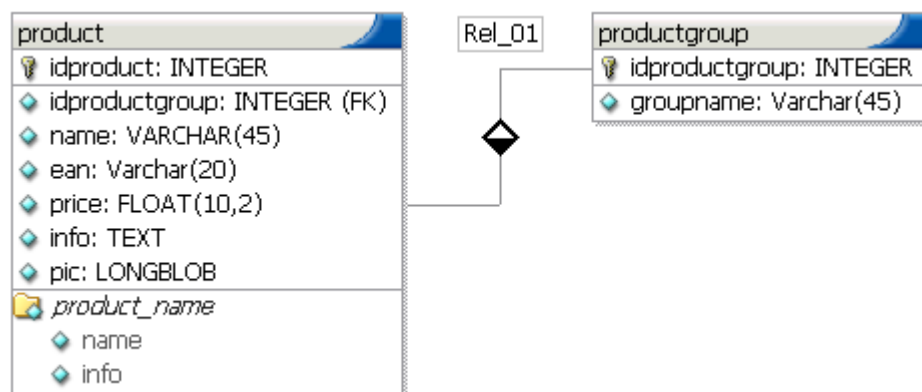 product
idproduct: INTEGER
idproductgroup: INTEGER (FK)
name: VARCHAR(45)
ean: Varchar(20)
price: FLOAT(10,2)
info: TEXT
pic: LONGBLOB
product_name
name
info
Rel_01
productgroup
idproductgroup: INTEGER
groupname: Varchar(45)